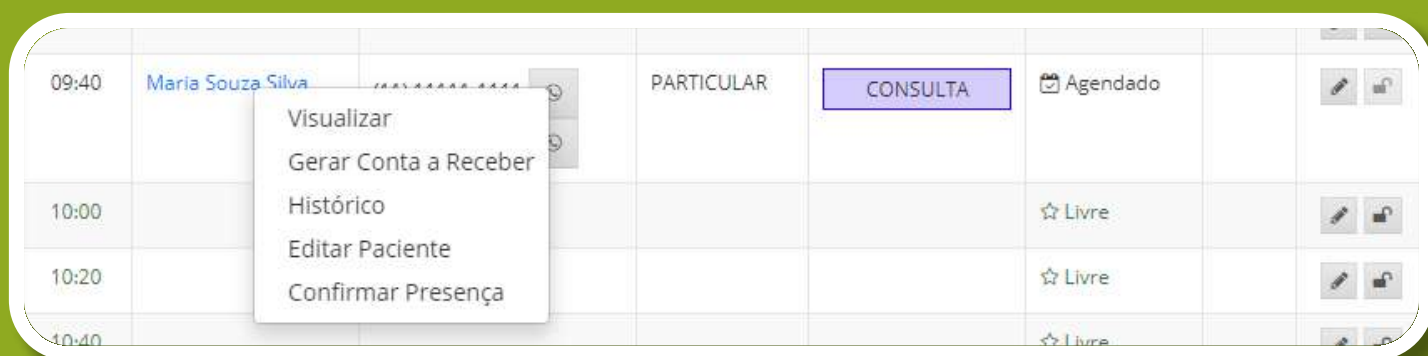 09:40 Maria Souza Silva PARTICULAR CONSULTA Agendado
Visualizar
Gerar Conta a Receber
Histórico
10:00 Livre
Editar Paciente
10:20 Livre
Confirmar Presença
10:40 Livre